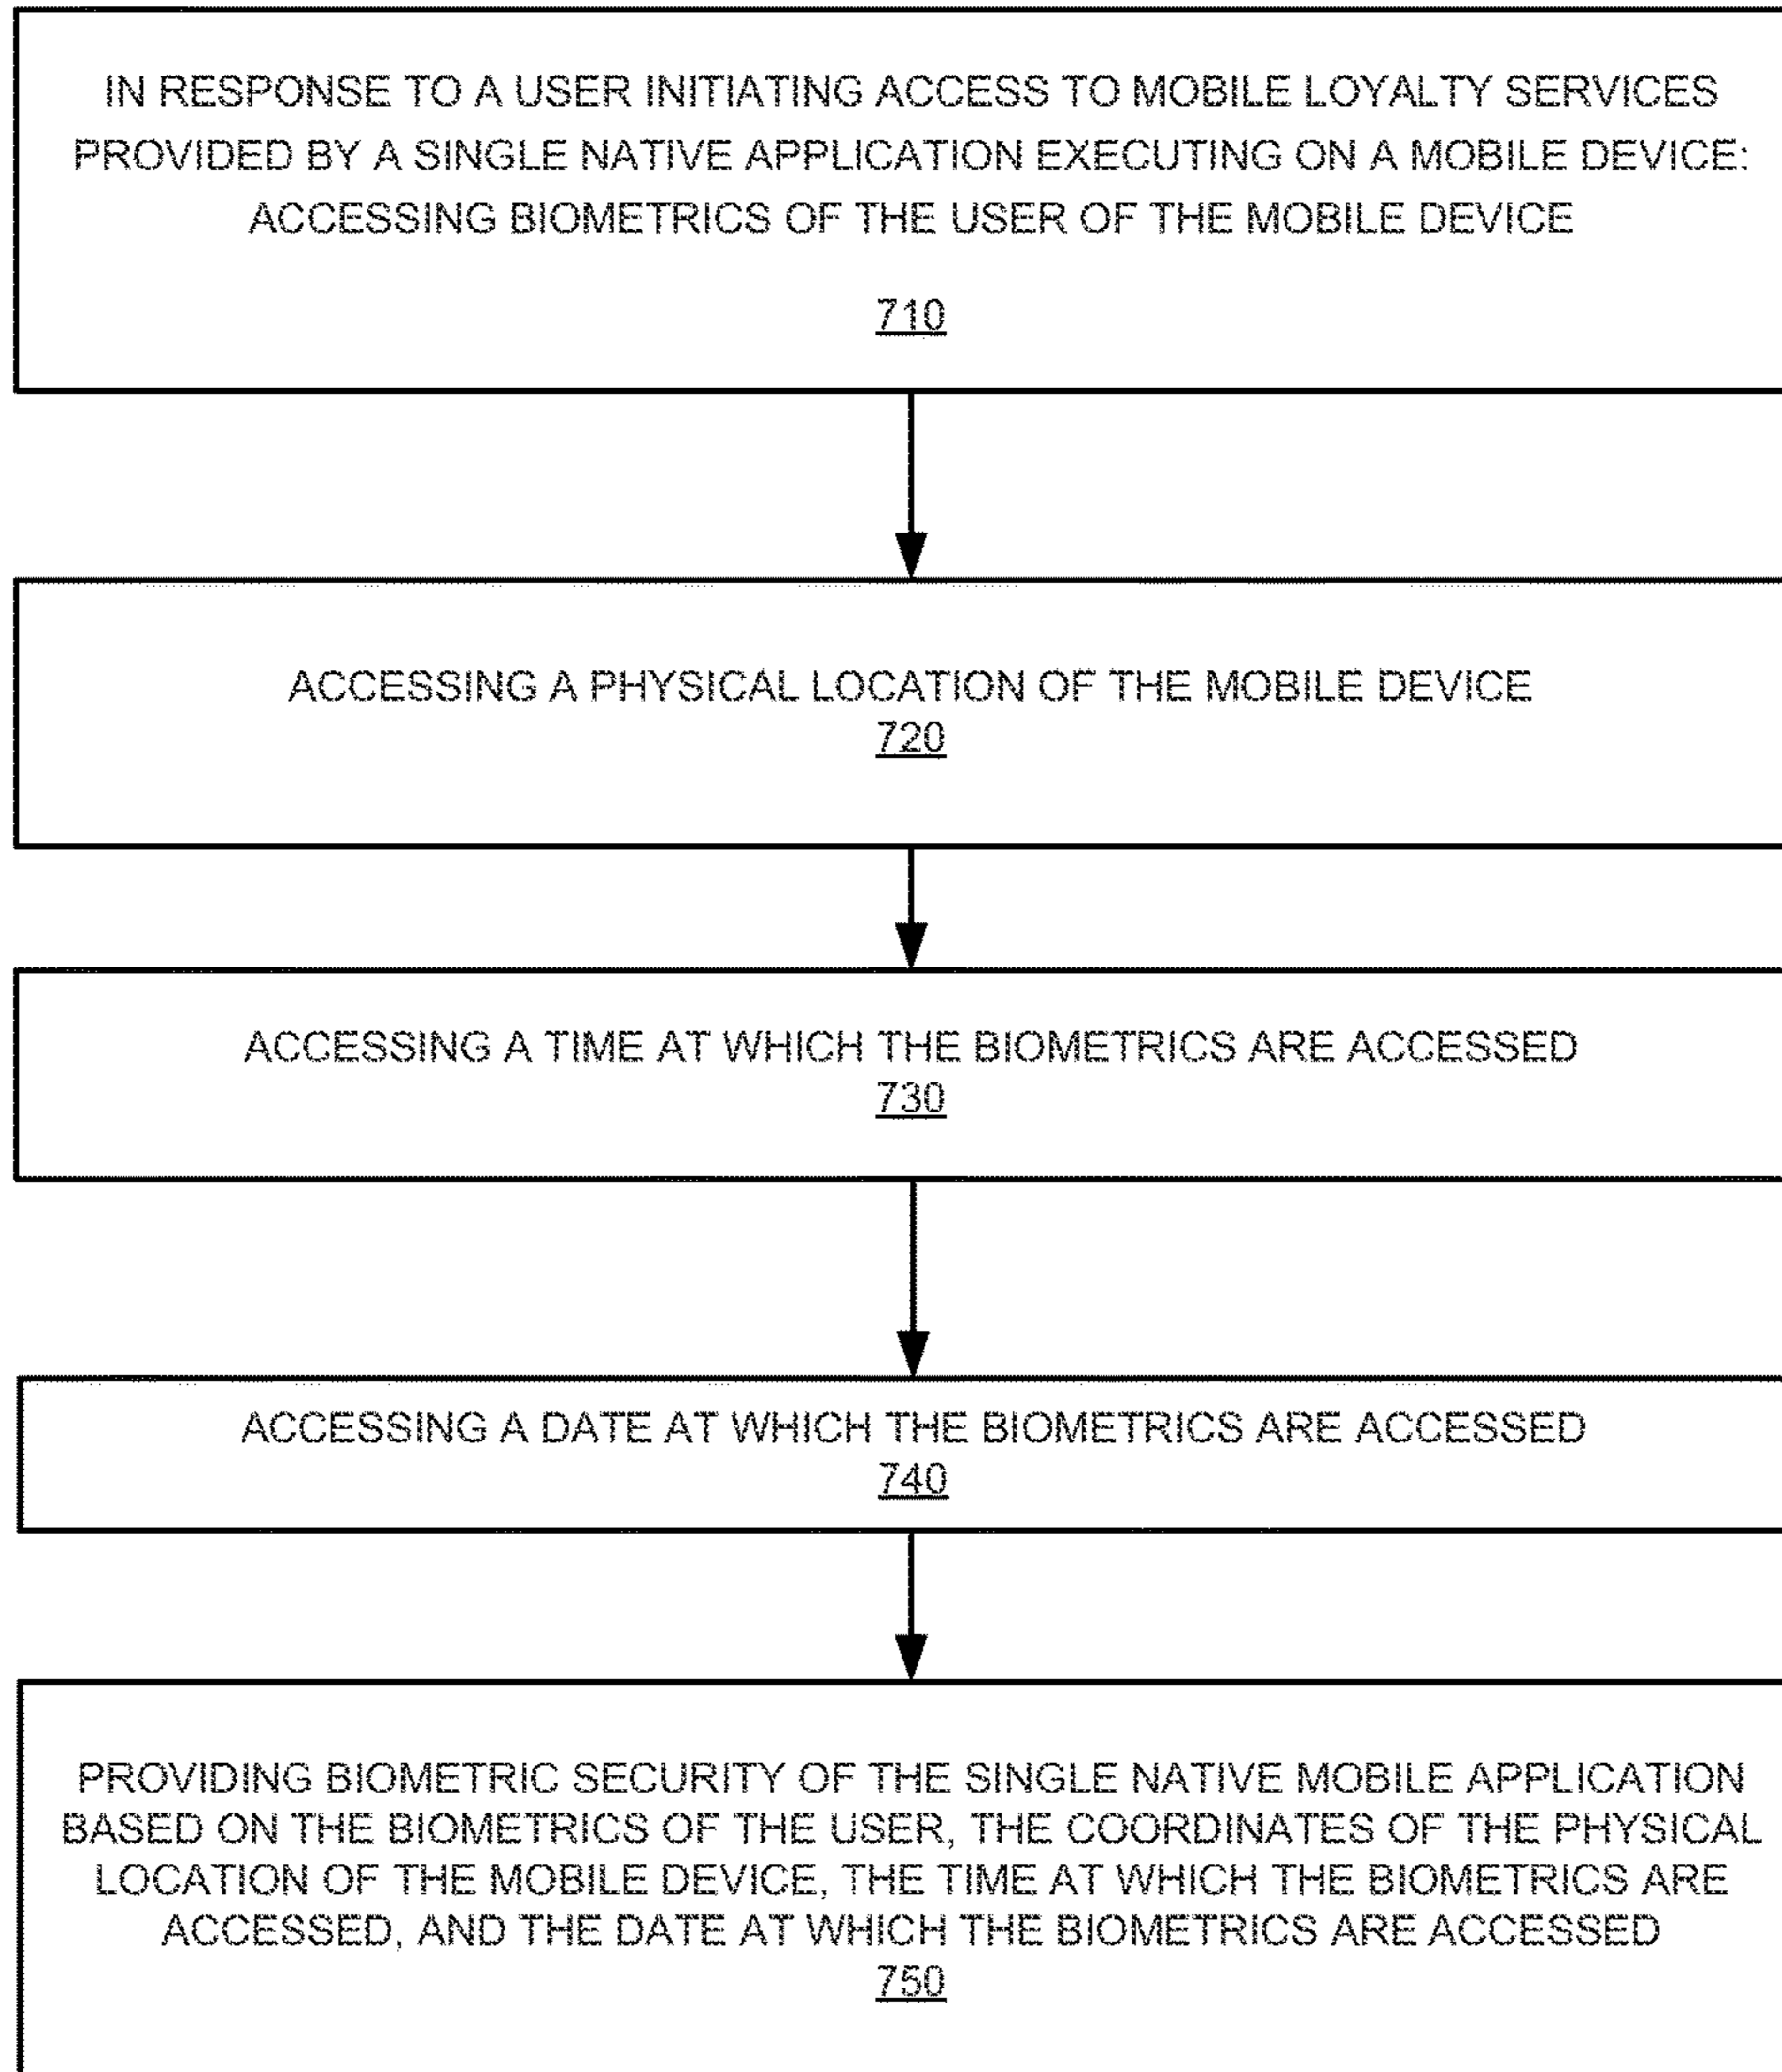 IN RESPONSE TO A USER INITIATING ACCESS TO MOBILE LOYALTY SERVICES
PROVIDED BY A SINGLE NATIVE APPLICATION EXECUTING ON A MOBILE DEVICE:
ACCESSING BIOMETRICS OF THE USER OF THE MOBILE DEVICE
710
ACCESSING A PHYSICAL LOCATION OF THE MOBILE DEVICE
720
ACCESSING A TIME AT WHICH THE BIOMETRICS ARE ACCESSED
730
ACCESSING A DATE AT WHICH THE BIOMETRICS ARE ACCESSED
740
PROVIDING BIOMETRIC SECURITY OF THE SINGLE NATIVE MOBILE APPLICATION
BASED ON THE BIOMETRICS OF THE USER, THE COORDINATES OF THE PHYSICAL
LOCATION OF THE MOBILE DEVICE, THE TIME AT WHICH THE BIOMETRICS ARE
ACCESSED, AND THE DATE AT WHICH THE BIOMETRICS ARE ACCESSED
750